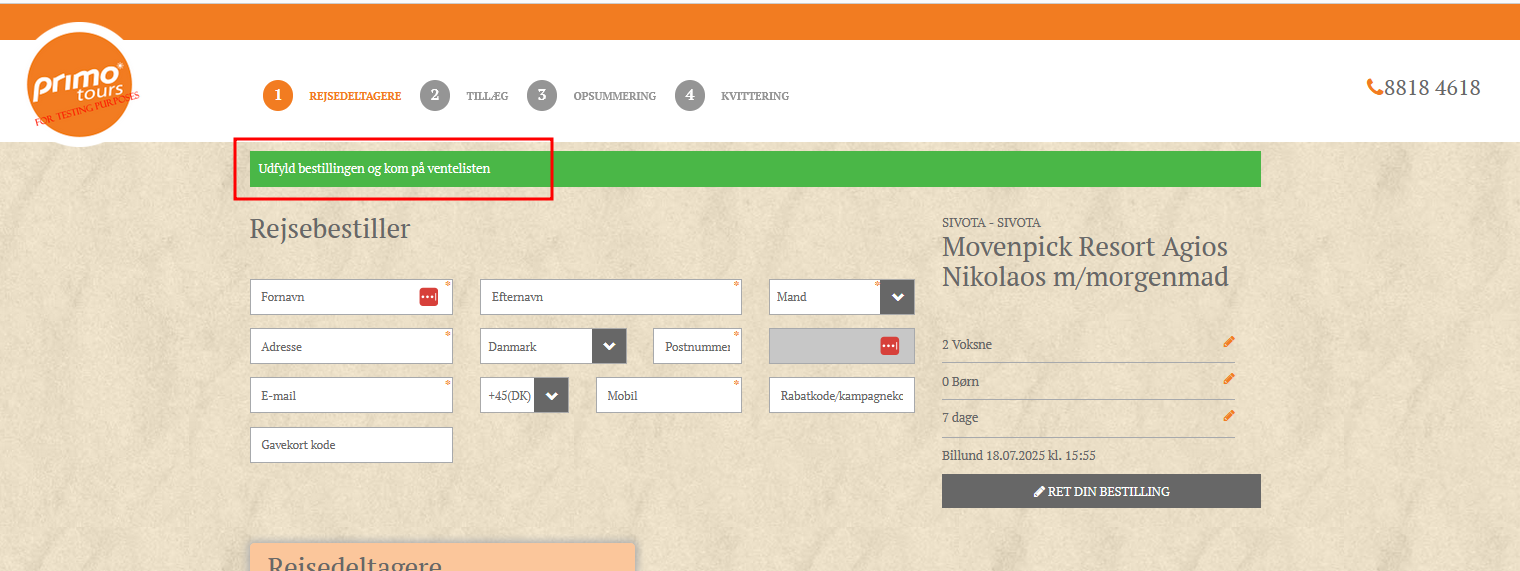 primo
tours
FOR TESTING PURPOSES
1 REJSEDELTAGERE 2 TILLÆG 3 OPSUMMERING 4 KVITTERING
8818 4618
Udfyld bestillingen og kom på ventelisten
Rejsebestiller
Fornavn * Efternavn * Mand *
Adresse * Danmark Postnummer *
E-mail * +45(DK) Mobil * Rabatkode/kampagnekc
Gavekort kode
SIVOTA - SIVOTA
Movenpick Resort Agios
Nikolaos m/morgenmad
2 Voksne
0 Børn
7 dage
Billund 18.07.2025 kl. 15:55
RET DIN BESTILLING
Rejsedeltagere